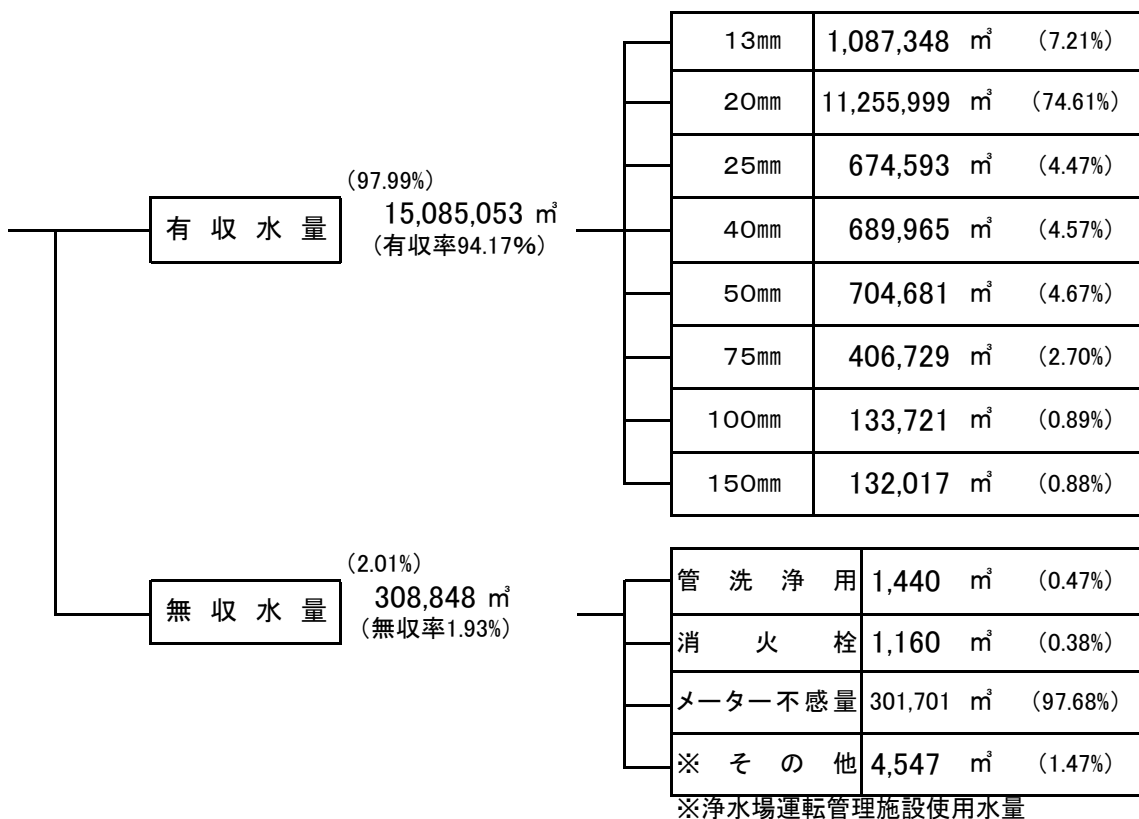 13㎜ 1,087,348 ㎥ (7.21%)
20㎜ 11,255,999 ㎥ (74.61%)
25㎜ 674,593 ㎥ (4.47%)
(97.99%)
有収水量 15,085,053 ㎥
(有収率94.17%)
40㎜ 689,965 ㎥ (4.57%)
50㎜ 704,681 ㎥ (4.67%)
75㎜ 406,729 ㎥ (2.70%)
100㎜ 133,721 ㎥ (0.89%)
150㎜ 132,017 ㎥ (0.88%)
(2.01%)
無収水量 308,848 ㎥
(無収率1.93%)
管洗浄用 1,440 ㎥ (0.47%)
消火栓 1,160 ㎥ (0.38%)
メーター不感量 301,701 ㎥ (97.68%)
※その他 4,547 ㎥ (1.47%)
※浄水場運転管理施設使用水量